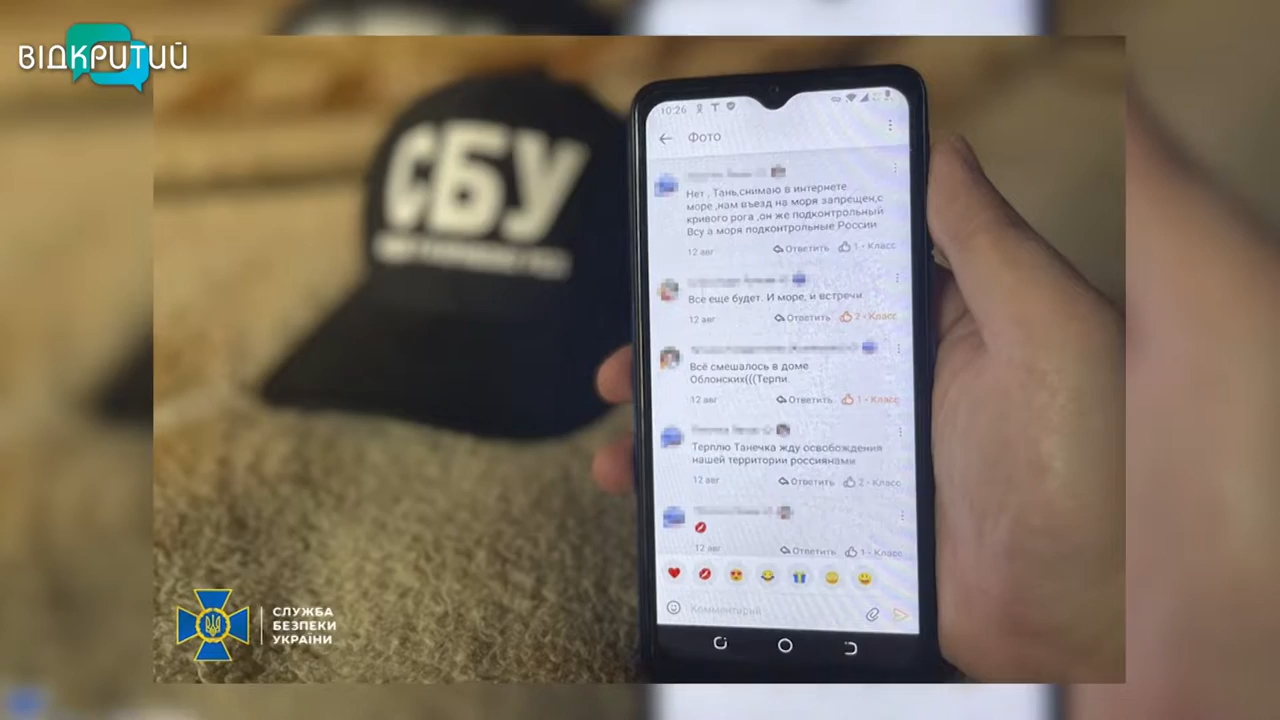 ВІДКРИТИЙ
СБУ
10:26
Фото
Нет . Тань,снимаю в интернете
море ,нам въезд на моря запрещен,с
кривого рога ,он же подконтрольный
Всу а моря подконтрольные России
12 авг Ответить 1 • Класс
Все еще будет. И море, и встречи.
12 авг Ответить 2 • Класс
Всё смешалось в доме
Облонских(((Терпи.
12 авг Ответить 1 • Класс
Терплю Танечка жду освобождения
нашей территории россиянами
12 авг Ответить 2 • Класс
12 авг Ответить 1 • Класс
Комментарий
СЛУЖБА
БЕЗПЕКИ
УКРАЇНИ